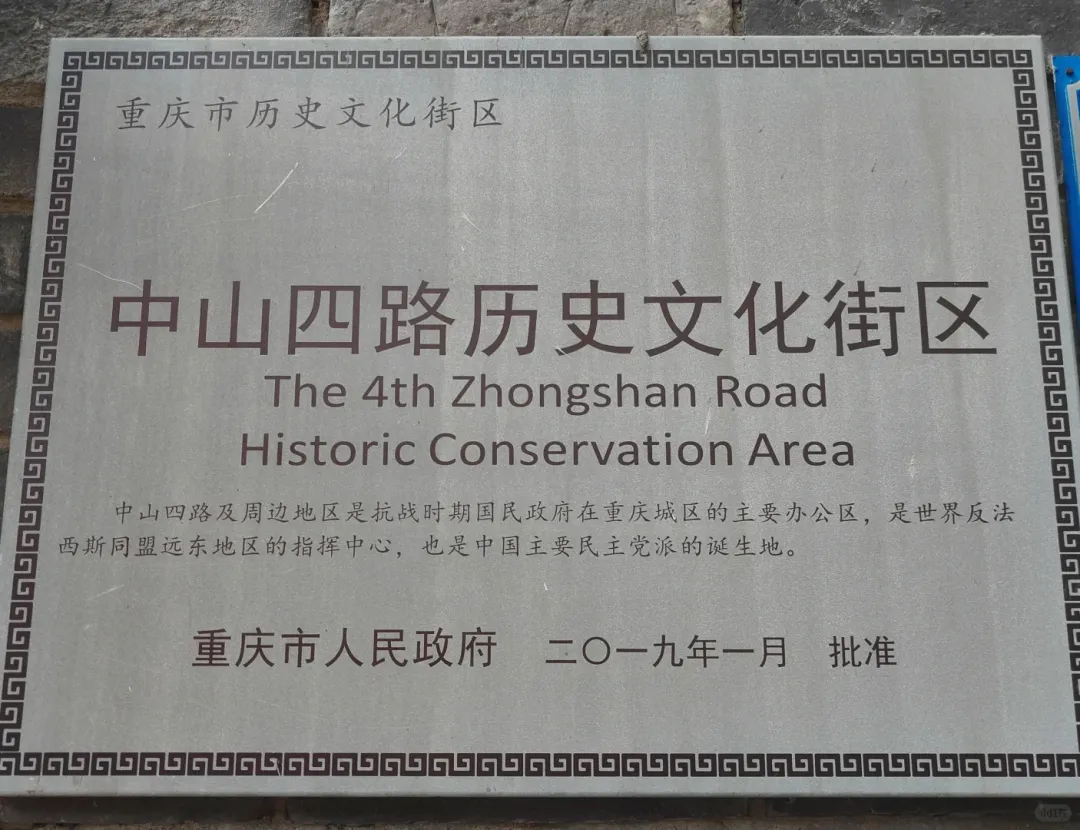 重庆市历史文化街区
中山四路历史文化街区
The 4th Zhongshan Road
Historic Conservation Area
中山四路及周边地区是抗战时期国民政府在重庆城区的主要办公区，是世界反法
西斯同盟远东地区的指挥中心，也是中国主要民主党派的诞生地。
重庆市人民政府 二〇一九年一月 批准